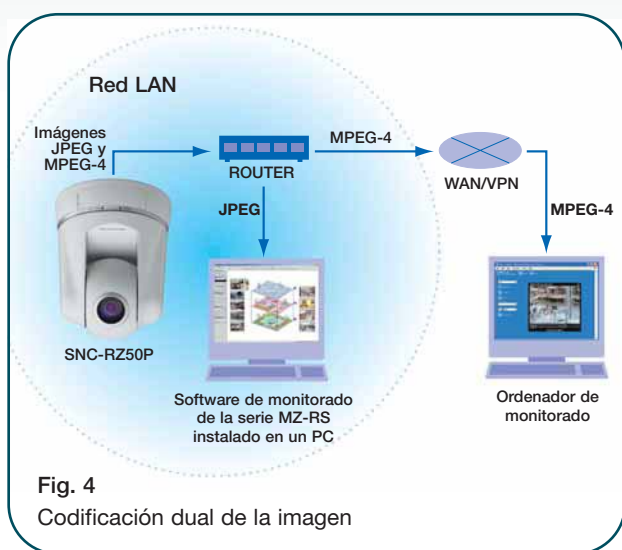 Red LAN
Imágenes
JPEG y
MPEG-4
ROUTER
MPEG-4
WAN/VPN
JPEG
MPEG-4
SNC-RZ50P
Software de monitorado
de la serie MZ-RS
instalado en un PC
Ordenador de
monitorado
Fig. 4
Codificación dual de la imagen